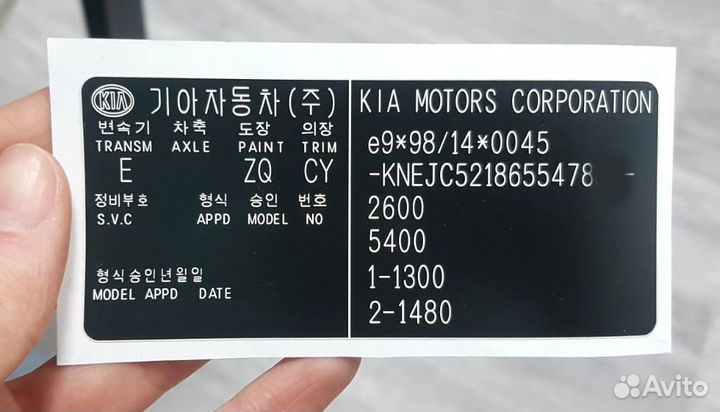 KIA 기아자동차(주)
변속기 차축 도장 의장
TRANSM AXLE PAINT TRIM
E ZQ CY
정비부호 형식 승인 번호
S.V.C APPD MODEL NO
형식승인년월일
MODEL APPD DATE
KIA MOTORS CORPORATION
e9*98/14*0045
-KNEJC5218655478
2600
5400
1-1300
2-1480
Avito